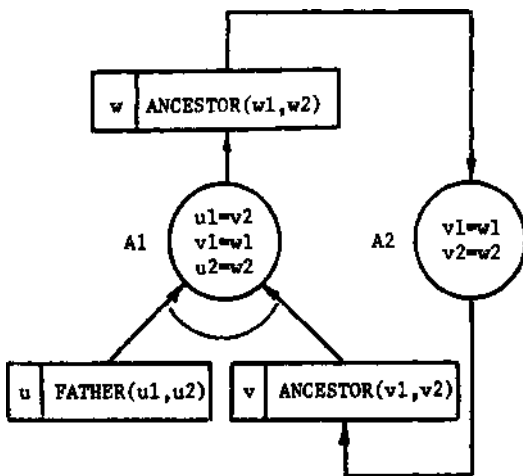 w ANCESTOR(w1,w2)
A1
u1=v2
v1=w1
u2=w2
A2
v1=w1
v2=w2
u FATHER(u1,u2)
v ANCESTOR(v1,v2)